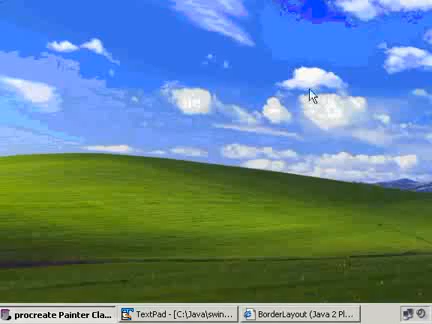 procreate Painter Cla...
TextPad - [C:\Java\swin...
BorderLayout (Java 2 Pl...